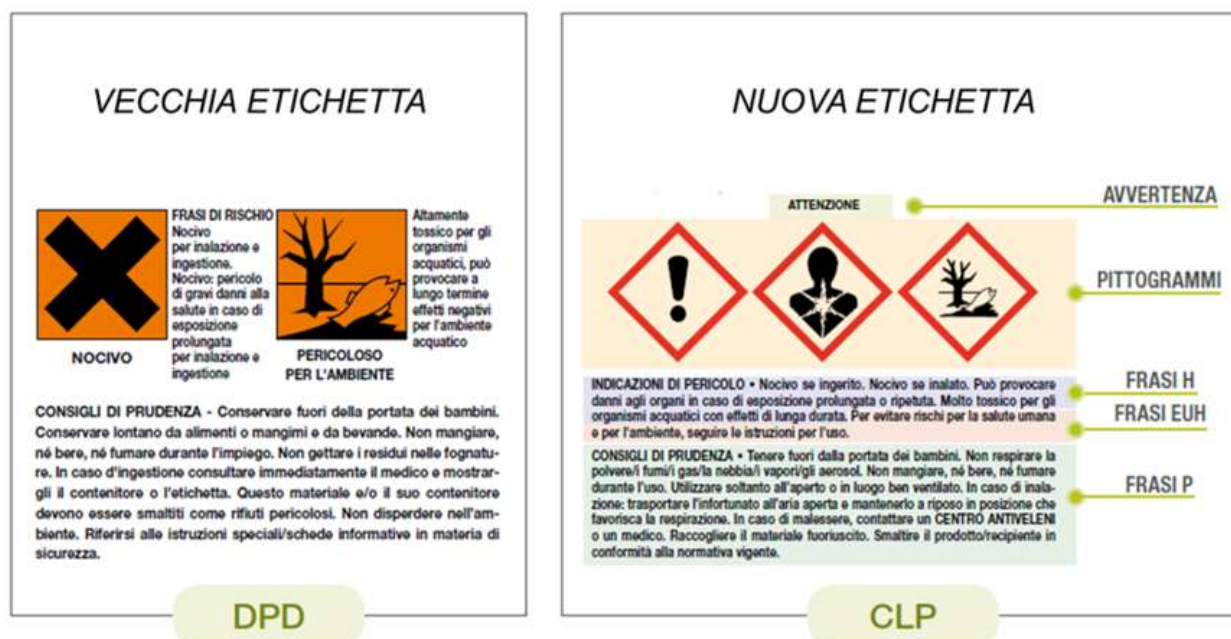 VECCHIA ETICHETTA
FRASI DI RISCHIO
Nocivo
per inalazione e
ingestione.
Nocivo: pericolo
di gravi danni alla
salute in caso di
esposizione
prolungata
per inalazione e
ingestione
NOCIVO
Altamente
tossico per gli
organismi
acquatici, può
provocare a
lungo termine
effetti negativi
per l'ambiente
acquatico
PERICOLOSO
PER L'AMBIENTE
CONSIGLI DI PRUDENZA - Conservare fuori della portata dei bambini.
Conservare lontano da alimenti o mangimi e da bevande. Non mangiare,
né bere, né fumare durante l'impiego. Non gettare i residui nelle fognatu-
re. In caso d'ingestione consultare immediatamente il medico e mostrar-
gli il contenitore o l'etichetta. Questo materiale e/o il suo contenitore
devono essere smaltiti come rifiuti pericolosi. Non disperdere nell'am-
biente. Riferirsi alle istruzioni speciali/schede informative in materia di
sicurezza.
DPD
NUOVA ETICHETTA
ATTENZIONE
AVVERTENZA
PITTOGRAMMI
INDICAZIONI DI PERICOLO • Nocivo se ingerito. Nocivo se inalato. Può provocare
danni agli organi in caso di esposizione prolungata o ripetuta. Molto tossico per gli
organismi acquatici con effetti di lunga durata. Per evitare rischi per la salute umana
e per l'ambiente, seguire le istruzioni per l'uso.
FRASI H
FRASI EUH
CONSIGLI DI PRUDENZA • Tenere fuori dalla portata dei bambini. Non respirare la
polvere/i fumi/i gas/la nebbia/i vapori/gli aerosol. Non mangiare, né bere, né fumare
durante l'uso. Utilizzare soltanto all'aperto o in luogo ben ventilato. In caso di inala-
zione: trasportare l'infortunato all'aria aperta e mantenerlo a riposo in posizione che
favorisca la respirazione. In caso di malessere, contattare un CENTRO ANTIVELENI
o un medico. Raccogliere il materiale fuoriuscito. Smaltire il prodotto/recipiente in
conformità alla normativa vigente.
FRASI P
CLP